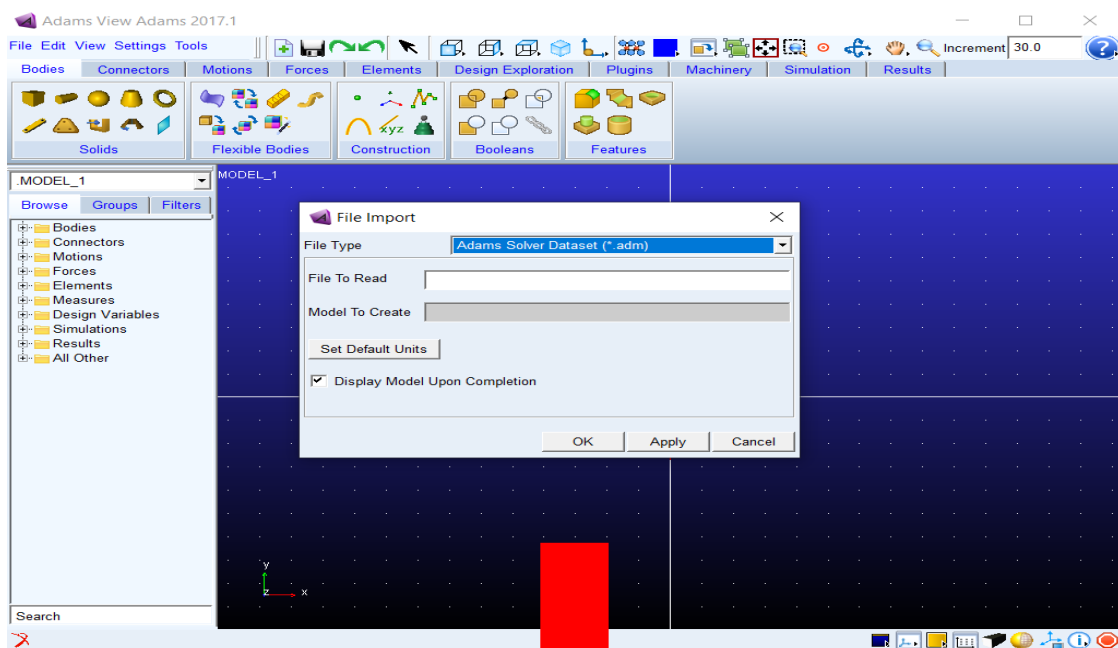 Adams View Adams 2017.1
File Edit View Settings Tools
Increment 30.0
?
Bodies Connectors Motions Forces Elements Design Exploration Plugins Machinery Simulation Results
xyz
Solids Flexible Bodies Construction Booleans Features
.MODEL_1
MODEL_1
Browse Groups Filters
Bodies
Connectors
Motions
Forces
Elements
Measures
Design Variables
Simulations
Results
All Other
File Import
File Type Adams Solver Dataset (*.adm)
File To Read
Model To Create
Set Default Units
Display Model Upon Completion
OK Apply Cancel
y
z x
Search
i